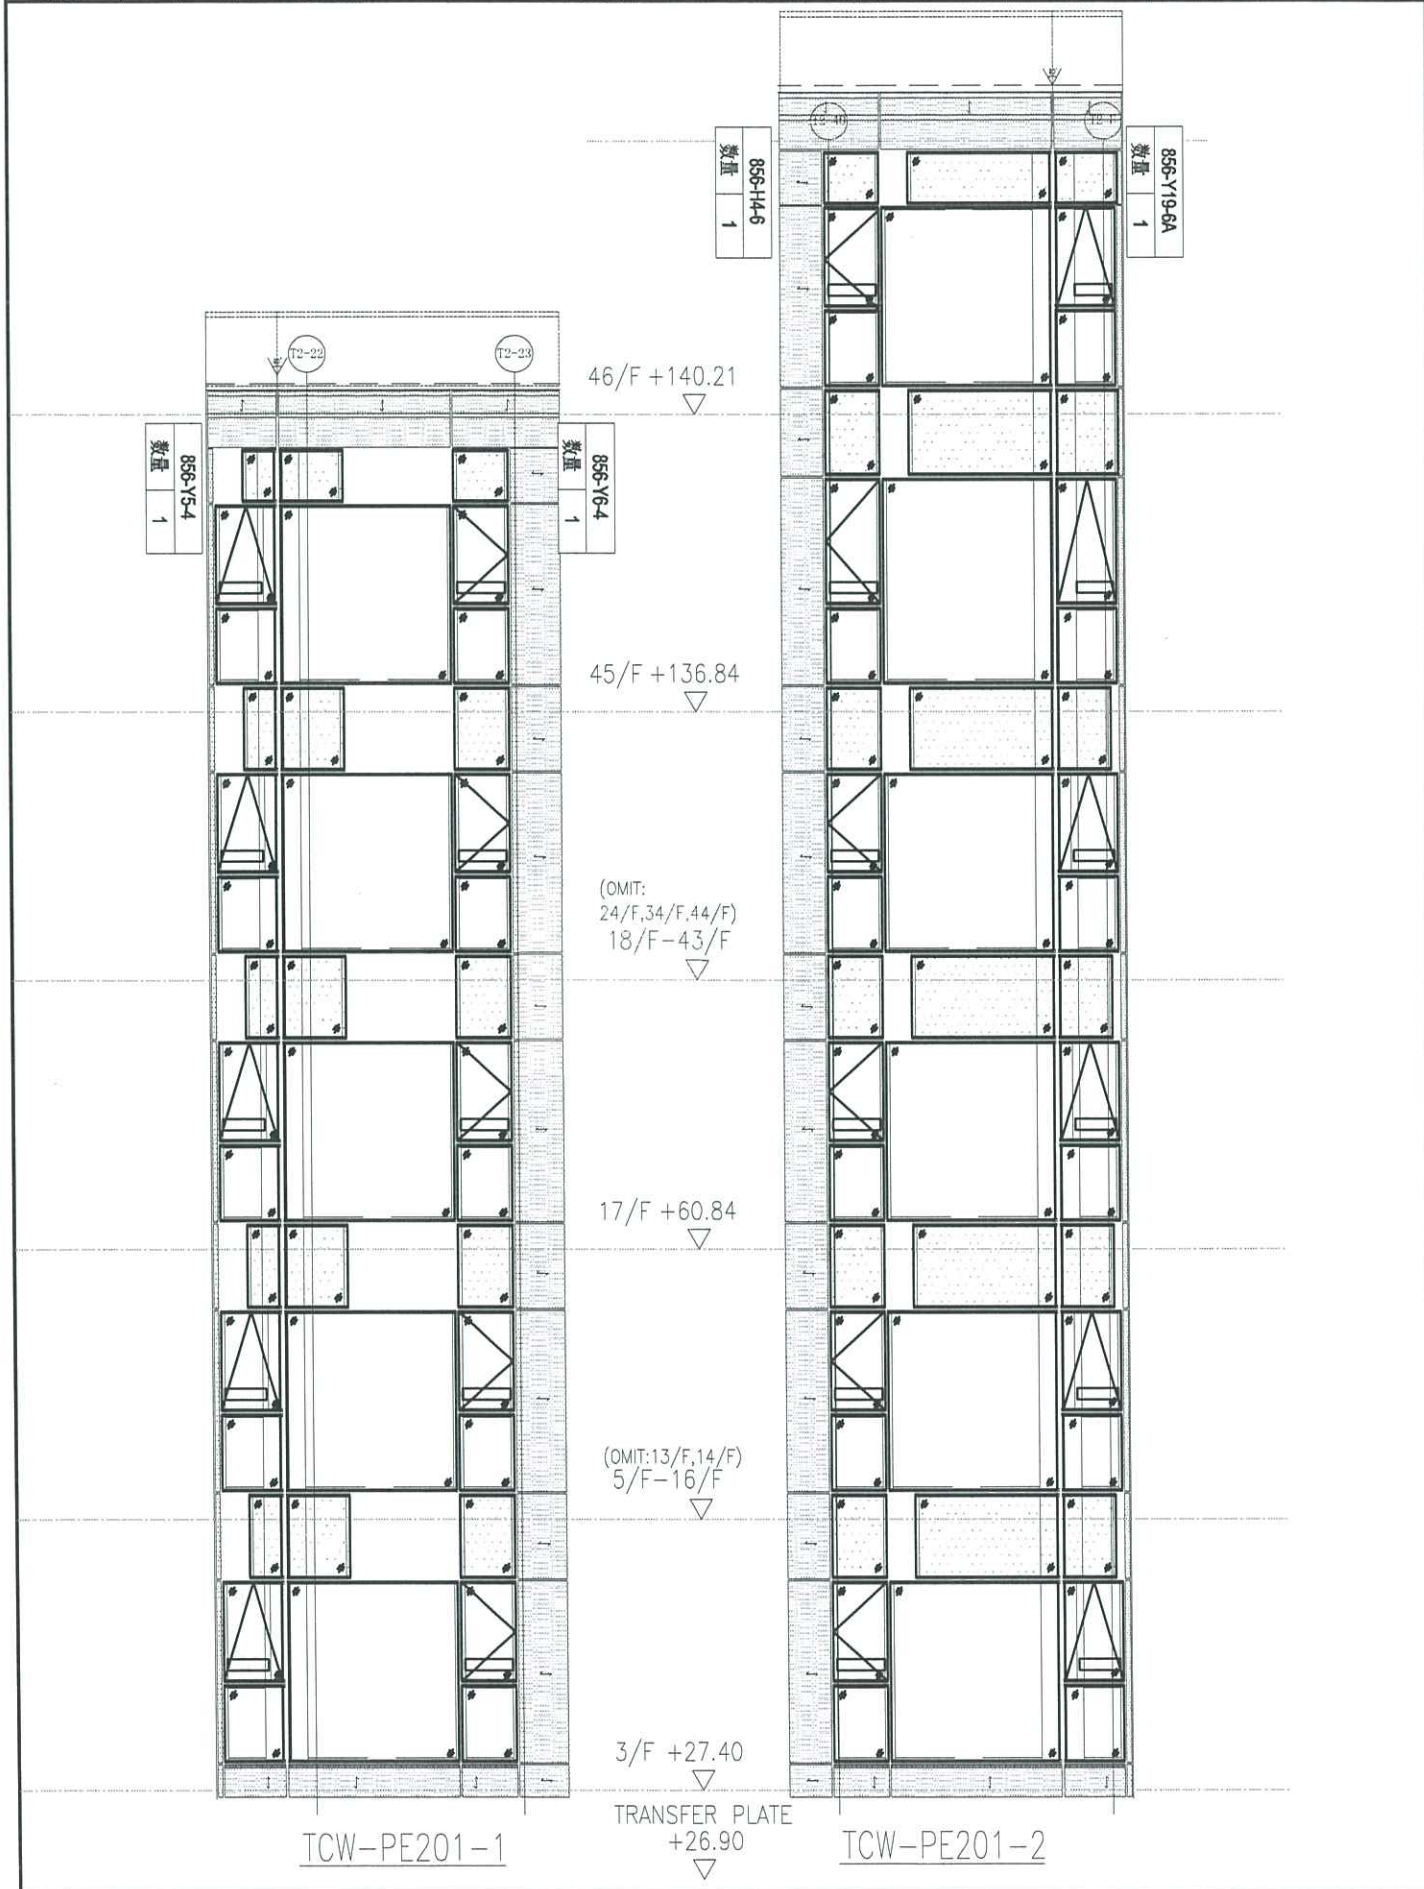 856-H4-6
数量 1
856-Y19-6A
数量 1
T2-22
T2-23
46/F +140.21
856-Y5-4
数量 1
856-Y6-4
数量 1
45/F +136.84
(OMIT:
24/F,34/F,44/F)
18/F-43/F
17/F +60.84
(OMIT:13/F,14/F)
5/F-16/F
3/F +27.40
TRANSFER PLATE
+26.90
TCW-PE201-1
TCW-PE201-2